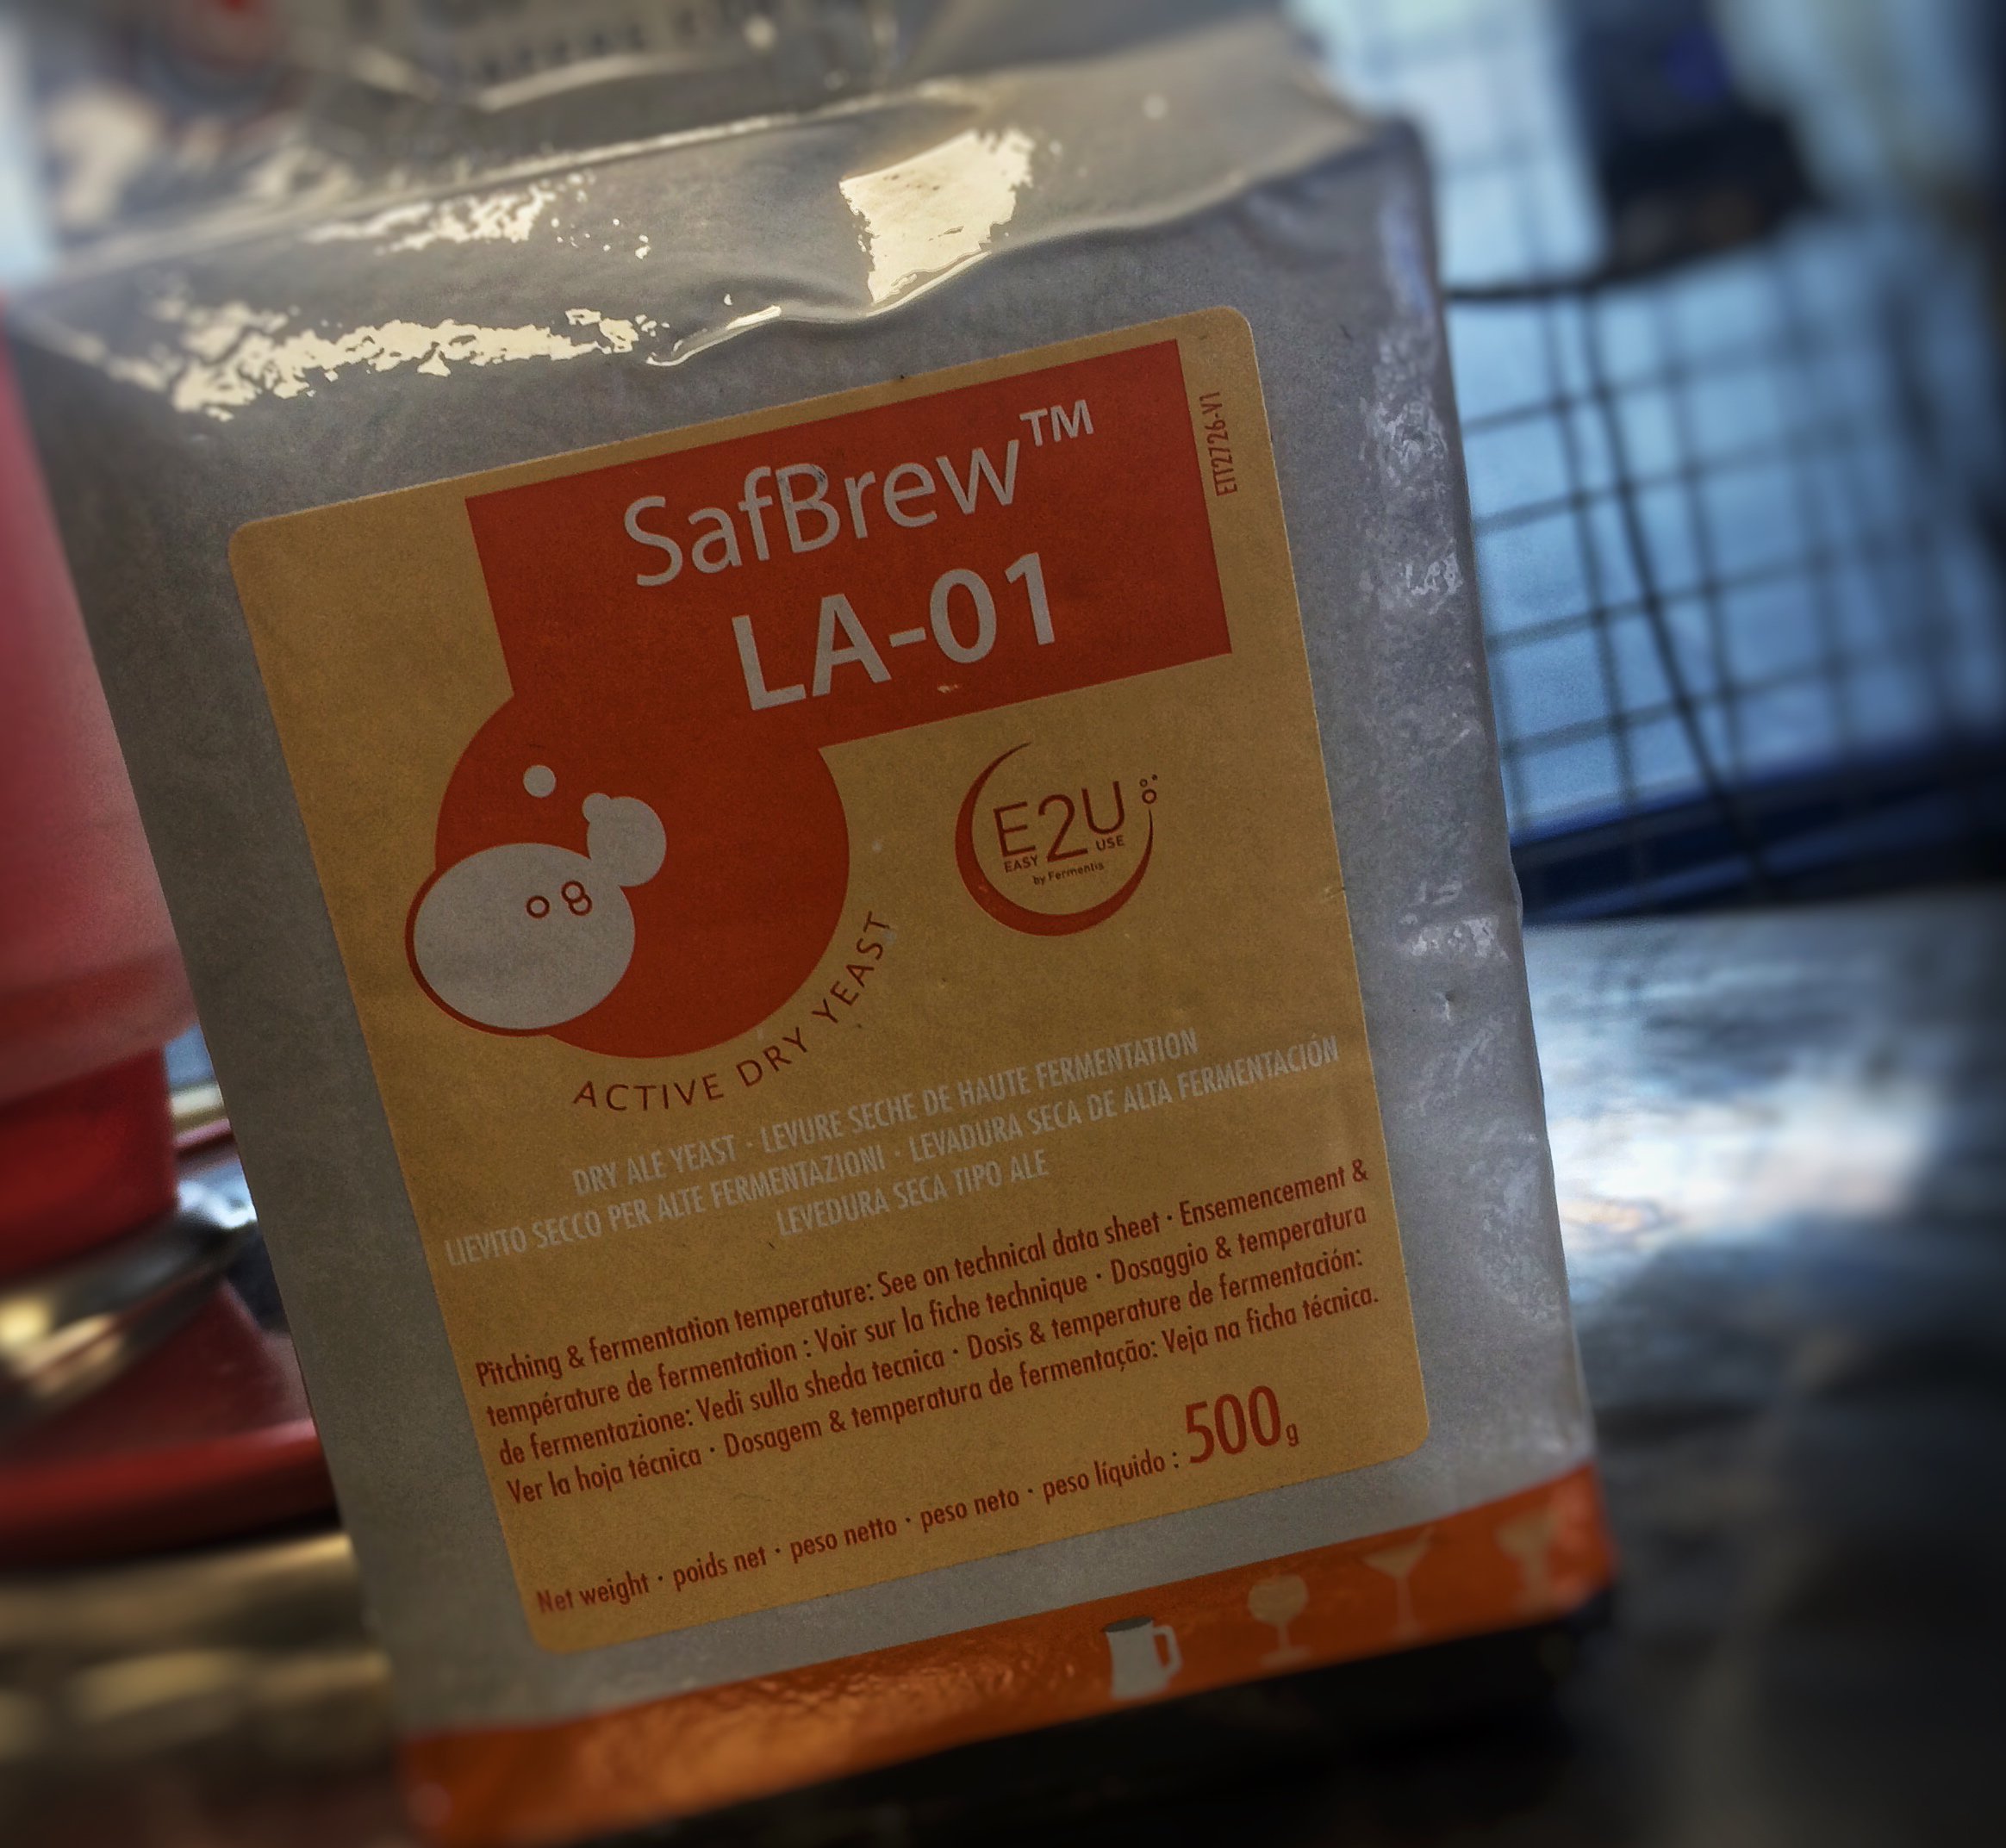 SafBrew™
LA-01
ETI2726-V1
E2U
EASY USE
by Fermentis
ACTIVE DRY YEAST
DRY ALE YEAST · LEVURE SECHE DE HAUTE FERMENTATION
LIEVITO SECCO PER ALTE FERMENTAZIONI · LEVADURA SECA DE ALTA FERMENTACIÓN
LEVEDURA SECA TIPO ALE
Pitching & fermentation temperature: See on technical data sheet · Ensemencement &
température de fermentation : Voir sur la fiche technique · Dosaggio & temperatura
de fermentazione: Vedi sulla sheda tecnica · Dosis & temperature de fermentación:
Ver la hoja técnica · Dosagem & temperatura de fermentação: Veja na ficha técnica.
Net weight · poids net · peso netto · peso neto · peso líquido : 500g